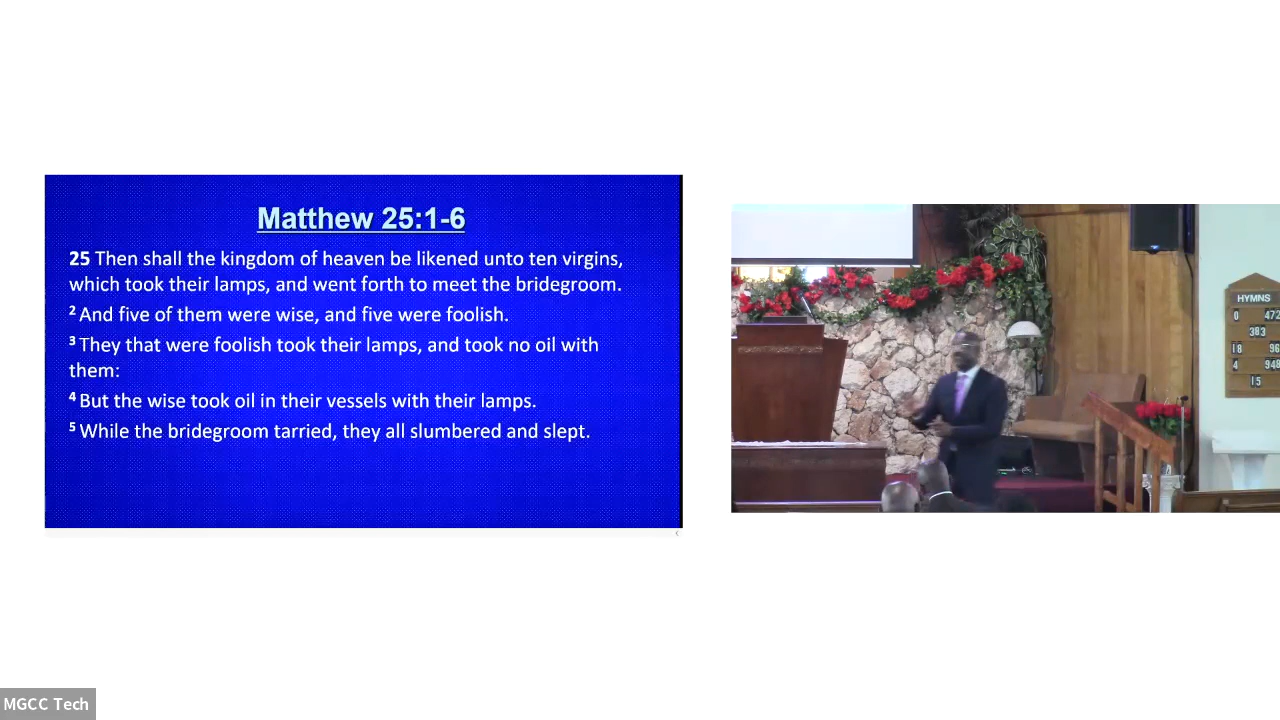 Matthew 25:1-6
25 Then shall the kingdom of heaven be likened unto ten virgins,
which took their lamps, and went forth to meet the bridegroom.
2 And five of them were wise, and five were foolish.
3 They that were foolish took their lamps, and took no oil with
them:
4 But the wise took oil in their vessels with their lamps.
5 While the bridegroom tarried, they all slumbered and slept.
HYMNS
0 472
383
18 96
4 949
15
MGCC Tech